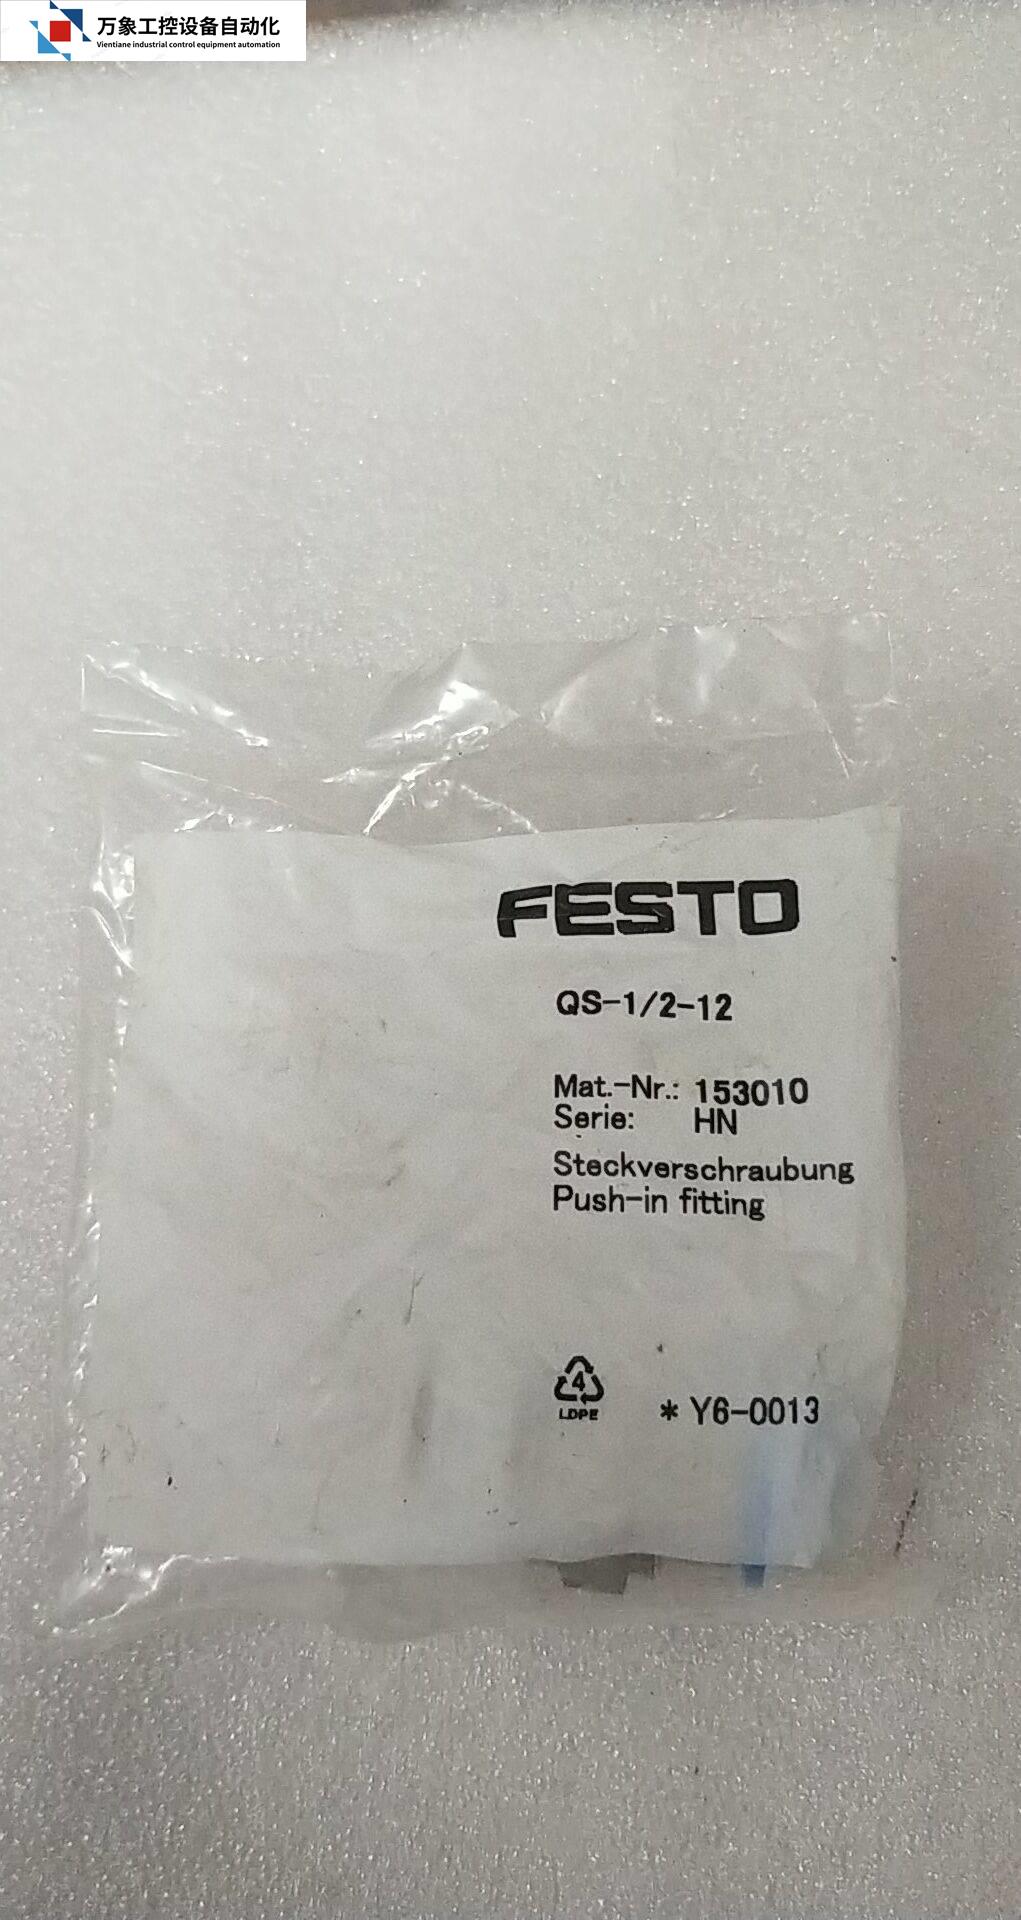 万象工控设备自动化
Vientiane industrial control equipment automation
FESTO
QS-1/2-12
Mat.-Nr.: 153010
Serie: HN
Steckverschraubung
Push-in fitting
4
LDPE
* Y6-0013